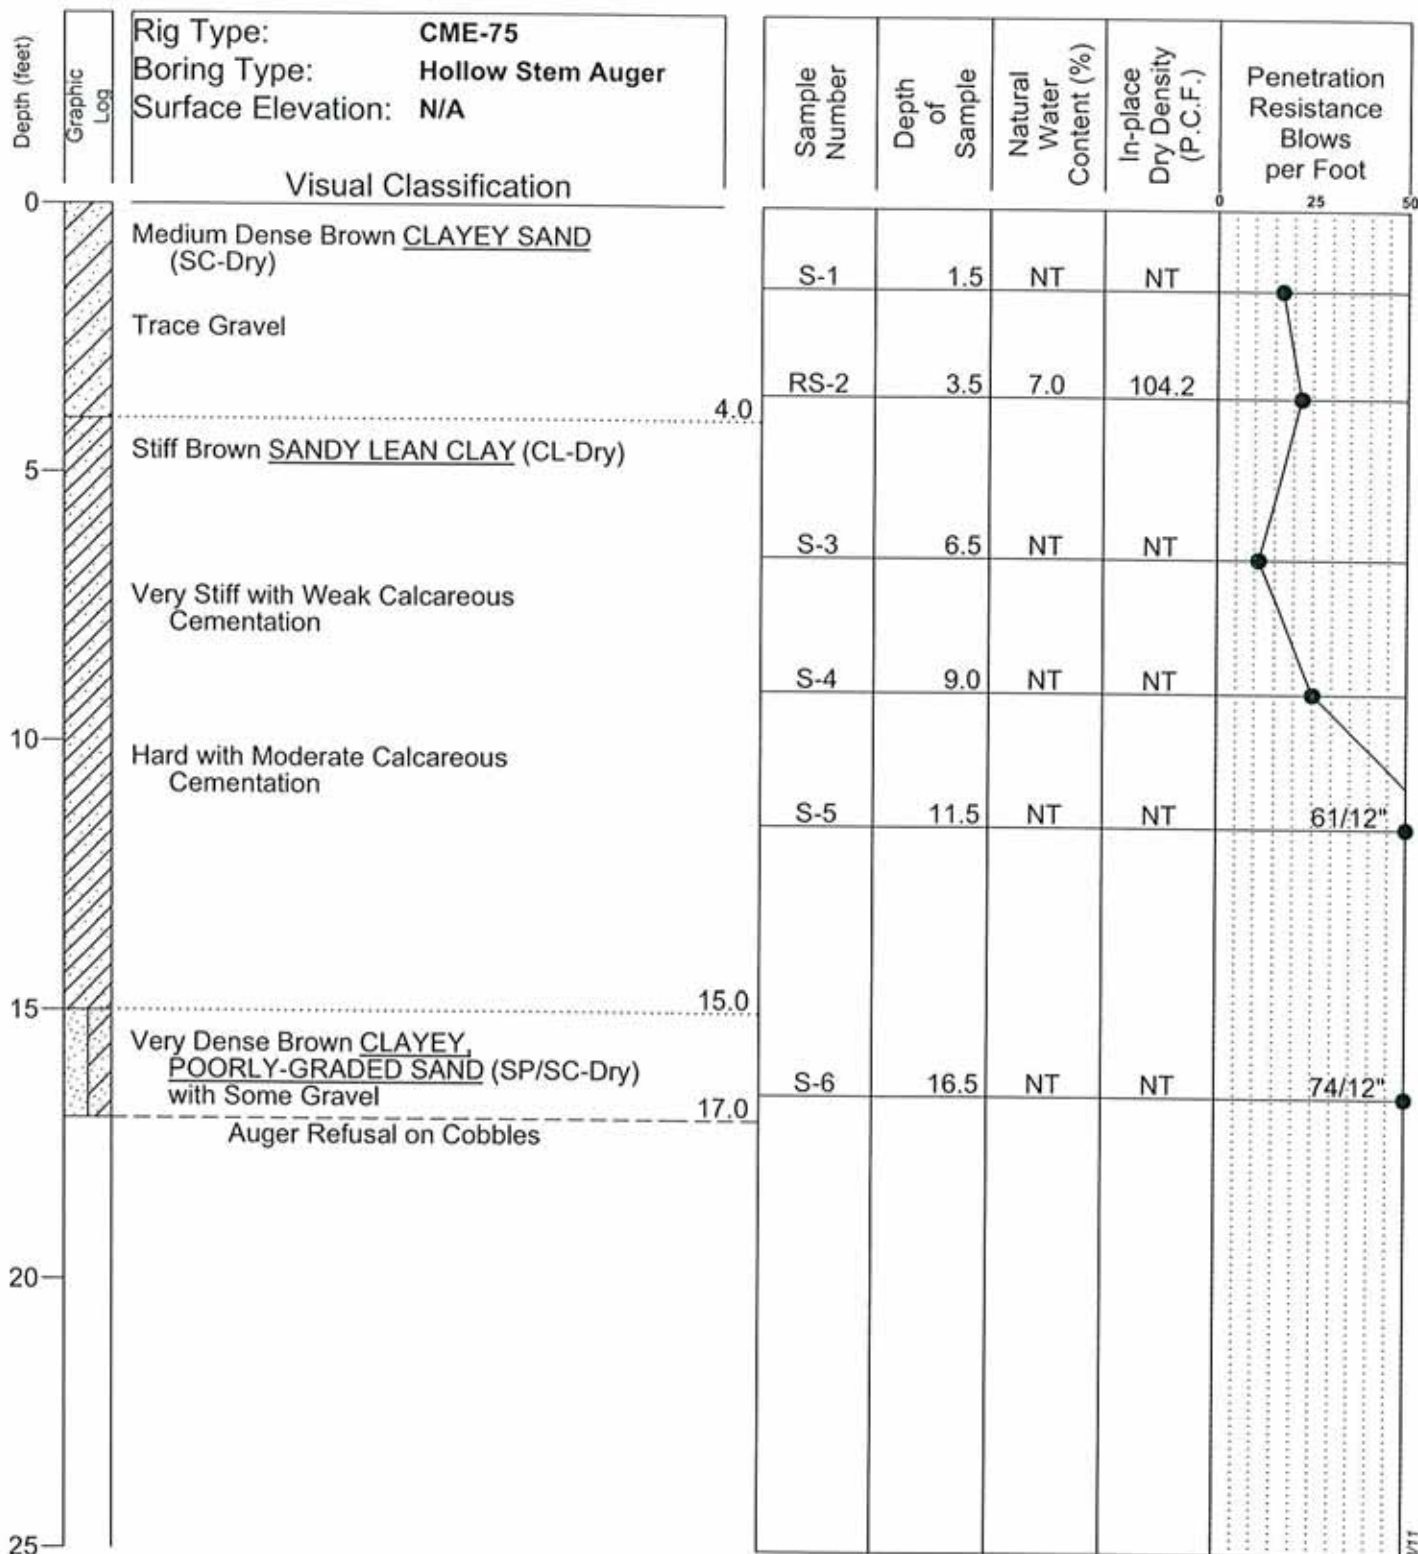 Depth (feet)
Graphic
Log
Rig Type: CME-75
Boring Type: Hollow Stem Auger
Surface Elevation: N/A
Visual Classification
Sample
Number
Depth
of
Sample
Natural
Water
Content (%)
In-place
Dry Density
(P.C.F.)
Penetration
Resistance
Blows
per Foot
0 25 50
0
Medium Dense Brown CLAYEY SAND
(SC-Dry)
S-1 1.5 NT NT
Trace Gravel
RS-2 3.5 7.0 104.2
4.0
Stiff Brown SANDY LEAN CLAY (CL-Dry)
5
S-3 6.5 NT NT
Very Stiff with Weak Calcareous
Cementation
S-4 9.0 NT NT
10
Hard with Moderate Calcareous
Cementation
S-5 11.5 NT NT 61/12"
15.0
15
Very Dense Brown CLAYEY,
POORLY-GRADED SAND (SP/SC-Dry)
with Some Gravel
S-6 16.5 NT NT 74/12"
17.0
Auger Refusal on Cobbles
20
25